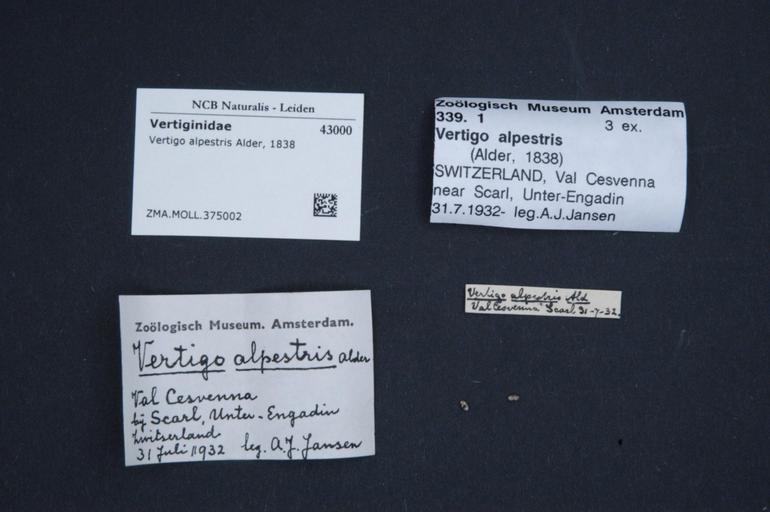 NCB Naturalis - Leiden
Vertiginidae 43000
Vertigo alpestris Alder, 1838
ZMA.MOLL.375002
Zoölogisch Museum Amsterdam
339. 1 3 ex.
Vertigo alpestris
(Alder, 1838)
SWITZERLAND, Val Cesvenna
near Scarl, Unter-Engadin
31.7.1932- leg.A.J.Jansen
Vertigo alpestris Ald
Val Cesvenna Scarl. 31-7-32.
Zoölogisch Museum. Amsterdam.
Vertigo alpestris Alder
Val Cesvenna
bij Scarl, Unter-Engadin
Zwitserland
31 Juli 1932 leg. A.J. Jansen